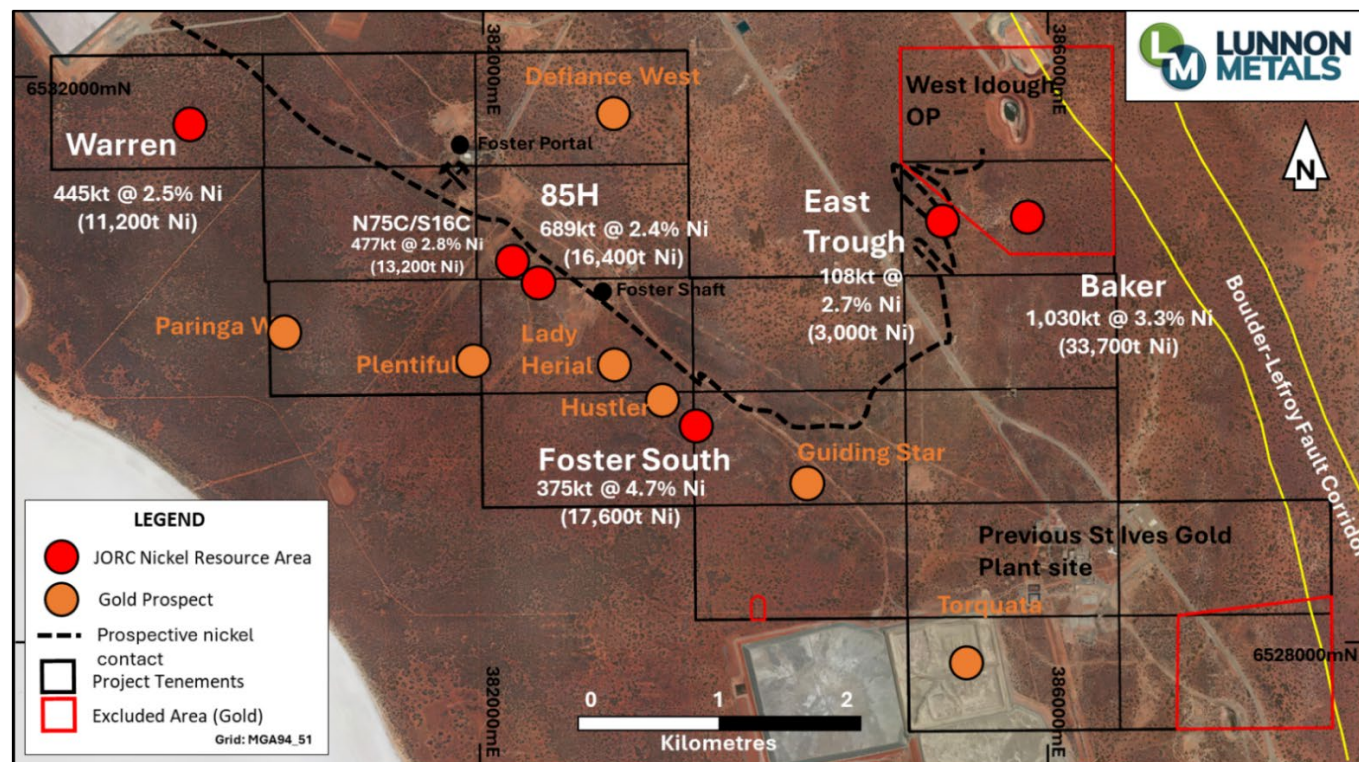 LUNNON
METALS
LM
N
6532000mN
382000mE
386000mE
Defiance West
West Idough
OP
Foster Portal
Warren
445kt @ 2.5% Ni
(11,200t Ni)
N75C/S16C
477kt @ 2.8% Ni
(13,200t Ni)
85H
689kt @ 2.4% Ni
(16,400t Ni)
East
Trough
108kt @
2.7% Ni
(3,000t Ni)
Baker
1,030kt @ 3.3% Ni
(33,700t Ni)
Boulder-Lefroy Fault Corridor
Foster Shaft
Paringa W
Plentiful
Lady
Herial
Hustler
Foster South
375kt @ 4.7% Ni
(17,600t Ni)
Guiding Star
Previous St Ives Gold
Plant site
Torquata
6528000mN
382000mE
386000mE
0 1 2
Kilometres
LEGEND
JORC Nickel Resource Area
Gold Prospect
Prospective nickel
contact
Project Tenements
Excluded Area (Gold)
Grid: MGA94_51